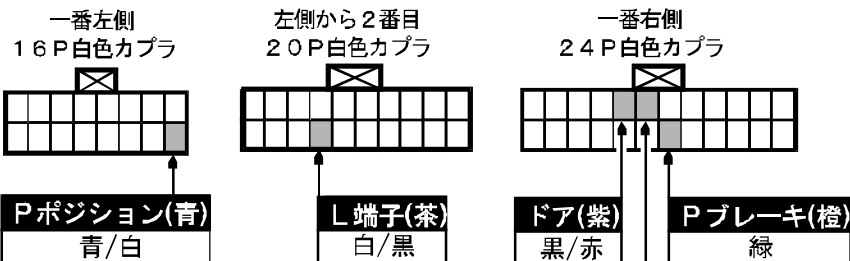 一番左側
16P白色カプラ
左側から2番目
20P白色カプラ
一番右側
24P白色カプラ
Pポジション(青)
青/白
L端子(茶)
白/黒
ドア(紫)
黒/赤
Pブレーキ(橙)
緑